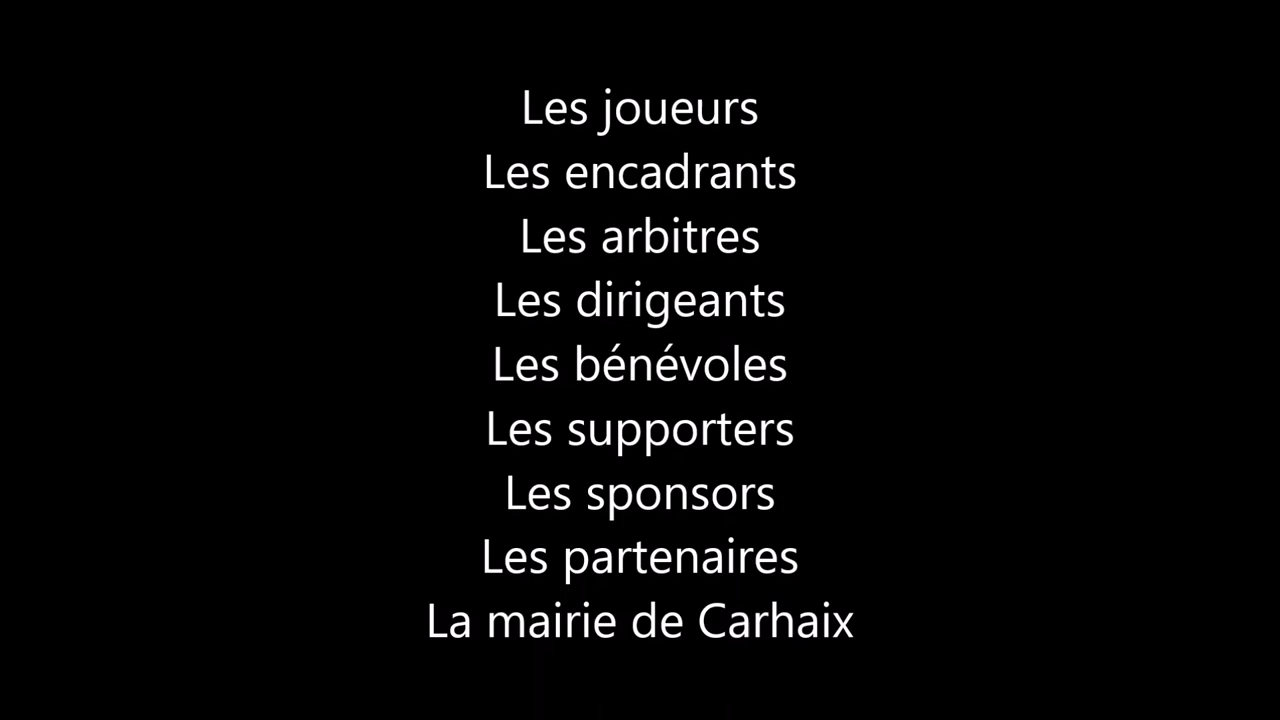 Les joueurs
Les encadrants
Les arbitres
Les dirigeants
Les bénévoles
Les supporters
Les sponsors
Les partenaires
La mairie de Carhaix